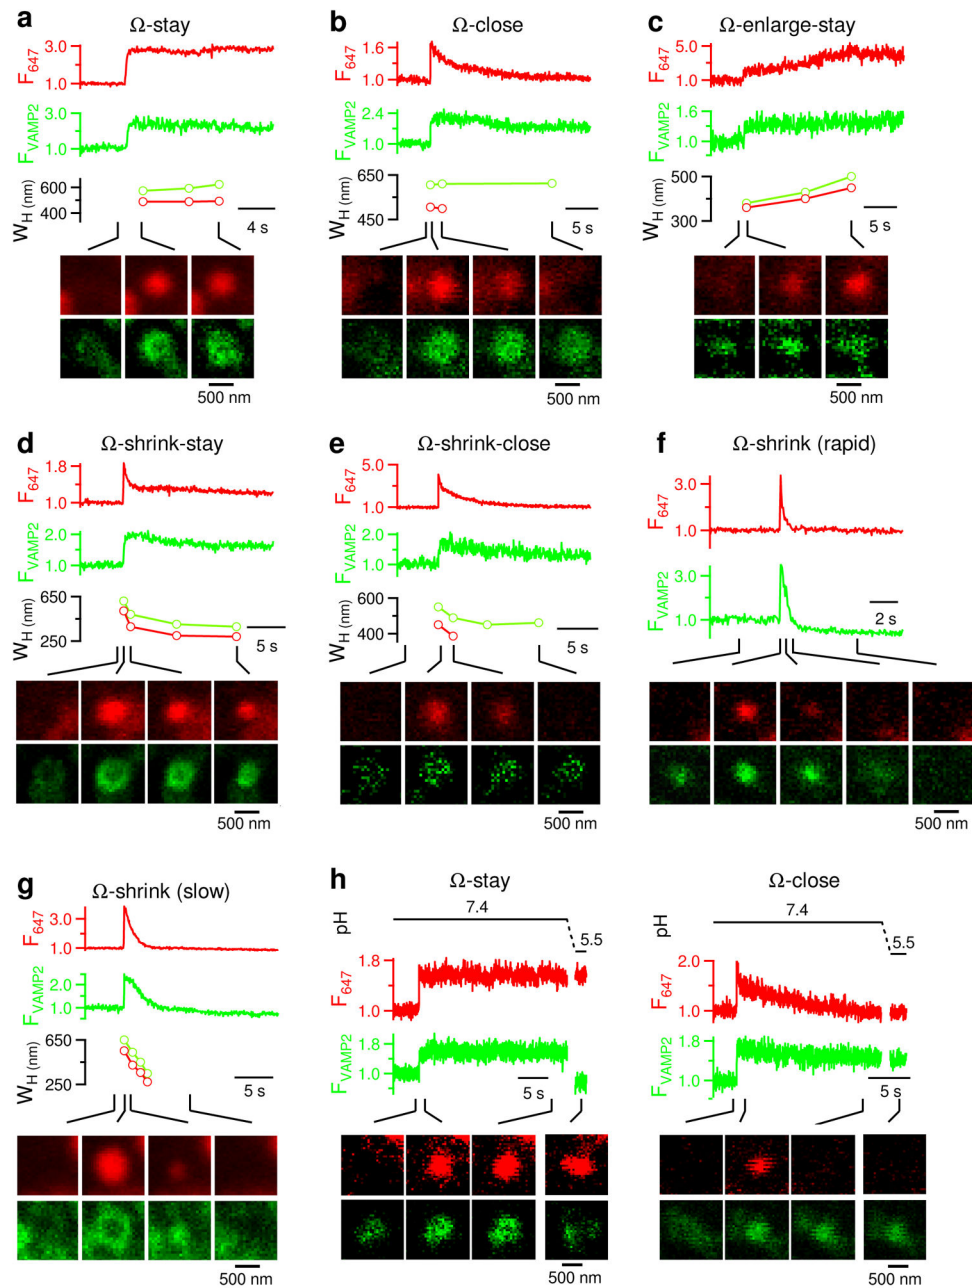 a Ω-stay
F647 3.0 1.0
FVAMP2 3.0 1.0
WH (nm) 600 400
4 s
500 nm
b Ω-close
F647 1.6 1.0
FVAMP2 2.4 1.0
WH (nm) 650 450
5 s
500 nm
c Ω-enlarge-stay
F647 5.0 1.0
FVAMP2 1.6 1.0
WH (nm) 500 300
5 s
500 nm
d Ω-shrink-stay
F647 1.8 1.0
FVAMP2 2.0 1.0
WH (nm) 650 250
5 s
500 nm
e Ω-shrink-close
F647 5.0 1.0
FVAMP2 2.0 1.0
WH (nm) 600 400
5 s
500 nm
f Ω-shrink (rapid)
F647 3.0 1.0
FVAMP2 3.0 1.0
2 s
500 nm
g Ω-shrink (slow)
F647 3.0 1.0
FVAMP2 2.0 1.0
WH (nm) 650 250
5 s
500 nm
h Ω-stay
pH 7.4 5.5
F647 1.8 1.0
FVAMP2 1.8 1.0
5 s
500 nm
Ω-close
pH 7.4 5.5
F647 2.0 1.0
FVAMP2 1.8 1.0
5 s
500 nm